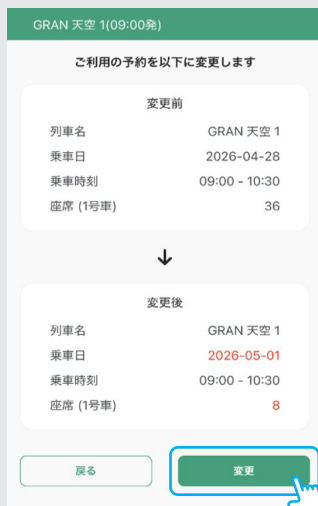 GRAN 天空 1(09:00発)
ご利用の予約を以下に変更します
変更前
列車名 GRAN 天空 1
乗車日 2026-04-28
乗車時刻 09:00 - 10:30
座席 (1号車) 36
↓
変更後
列車名 GRAN 天空 1
乗車日 2026-05-01
乗車時刻 09:00 - 10:30
座席 (1号車) 8
戻る 変更